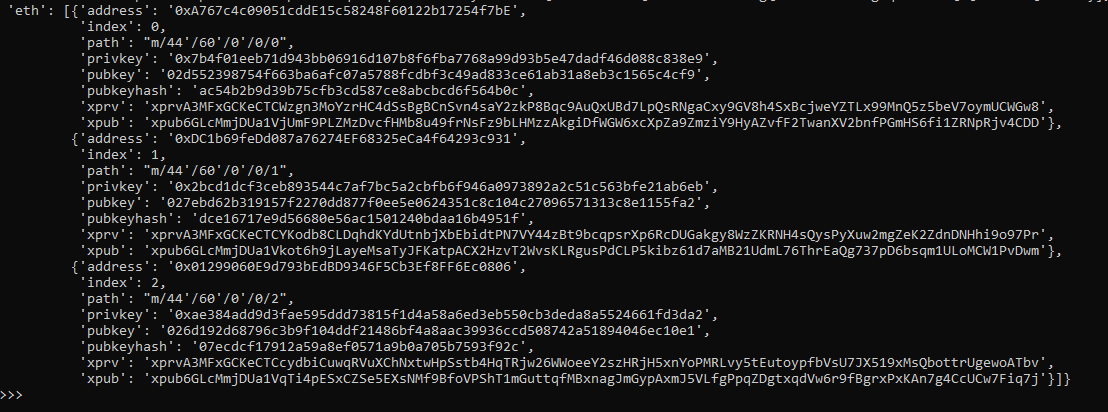 'eth': [{'address': '0xA767c4c09051cddE15c58248F60122b17254f7bE',
'index': 0,
'path': "m/44'/60'/0'/0/0",
'privkey': '0x7b4f01eeb71d943bb06916d107b8f6fba7768a99d93b5e47dadf46d088c838e9',
'pubkey': '02d552398754f663ba6afc07a5788fcdbf3c49ad833ce61ab31a8eb3c1565c4cf9',
'pubkeyhash': 'ac54b2b9d39b75cfb3cd587ce8abcbcd6f564b0c',
'xprv': 'xprvA3MFxGCKeCTCWzgn3MoYzrHC4dSsBgBCnSvn4saY2zkP8Bqc9AuQxUBd7LpQsRNgaCxy9GV8h4SxBcjweYZTLx99MnQ5z5beV7oymUCWGw8',
'xpub': 'xpub6GLcMmjDUa1VjUmF9PLZMzDvcfHMb8u49frNsFz9bLHMzzAkgiDfWGW6xcXpZa9ZmziY9HyAZvfF2TwanXV2bnfPGmHS6fi1ZRNpRjv4CDD'},
{'address': '0xDC1b69feDd087a76274EF68325eCa4f64293c931',
'index': 1,
'path': "m/44'/60'/0'/0/1",
'privkey': '0x2bcd1dcf3ceb893544c7af7bc5a2cbfb6f946a0973892a2c51c563bfe21ab6eb',
'pubkey': '027ebd62b319157f2270dd877f0ee5e0624351c8c104c27096571313c8e1155fa2',
'pubkeyhash': 'dce16717e9d56680e56ac1501240bdaa16b4951f',
'xprv': 'xprvA3MFxGCKeCTCYKodb8CLDqhdKYdUtnbjXbEbidtPN7VY44zBt9bcqpsrXp6RcDUGakgy8WzZKRNH4sQysPyXuw2mgZeK2ZdnDNHhi9o97Pr',
'xpub': 'xpub6GLcMmjDUa1Vkot6h9jLayeMsaTyJFKatpACX2HzvT2WvsKLRgusPdCLP5kibz61d7aMB21UdmL76ThrEaQg737pD6bsqm1ULoMCW1PvDwm'},
{'address': '0x01299060E9d793bEdBD9346F5Cb3Ef8FF6Ec0806',
'index': 2,
'path': "m/44'/60'/0'/0/2",
'privkey': '0xae384add9d3fae595ddd73815f1d4a58a6ed3eb550cb3deda8a5524661fd3da2',
'pubkey': '026d192d68796c3b9f104ddf21486bf4a8aac39936ccd508742a51894046ec10e1',
'pubkeyhash': '07ecdcf17912a59a8ef0571a9b0a705b7593f92c',
'xprv': 'xprvA3MFxGCKeCTCcydbiCuwqRVuXChNxtwHpSstb4HqTRjw26WWoeeY2szHRjH5xnYoPMRLvy5tEutoypfbVsU7JX519xMsQbottrUgewoATbv',
'xpub': 'xpub6GLcMmjDUa1VqTi4pESxCZSe5EXsNMf9BfoVPShT1mGuttqfMBxnagJmGypAxmJ5VLfgPpqZDgtxqdVw6r9fBgrxPxKAn7g4CcUCw7Fiq7j'}]}
>>>